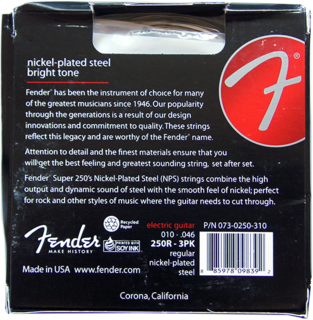 nickel-plated steel
bright tone
Fender® has been the instrument of choice for many
of the greatest musicians since 1946. Our popularity
through the generations is a result of our design
innovations and commitment to quality. These strings
reflect this legacy and are worthy of the Fender® name.
Attention to detail and the finest materials ensure that you
will get the best feeling and greatest sounding string, set after set.
Fender® Super 250's Nickel-Plated Steel (NPS) strings combine the high
output and dynamic sound of steel with the smooth feel of nickel; perfect
for rock and other styles of music where the guitar needs to cut through.
F
Recycled
Paper
Fender
MAKE HISTORY
PRINTED WITH
SOY INK
Made in USA www.fender.com
electric guitar
010 - .046
250R - 3PK
regular
nickel-plated
steel
P/N 073-0250-310
8 85978 09839 2
Corona, California